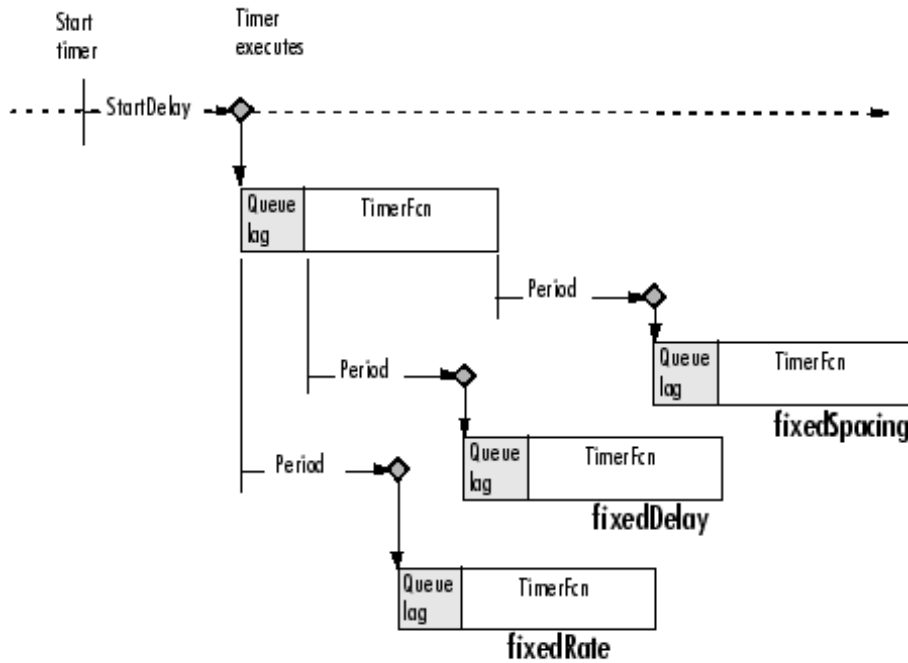 Start
timer
Timer
executes
StartDelay
Queue
lag
TimerFcn
Period
Queue
lag
TimerFcn
fixedSpacing
Period
Queue
lag
TimerFcn
fixedDelay
Period
Queue
lag
TimerFcn
fixedRate